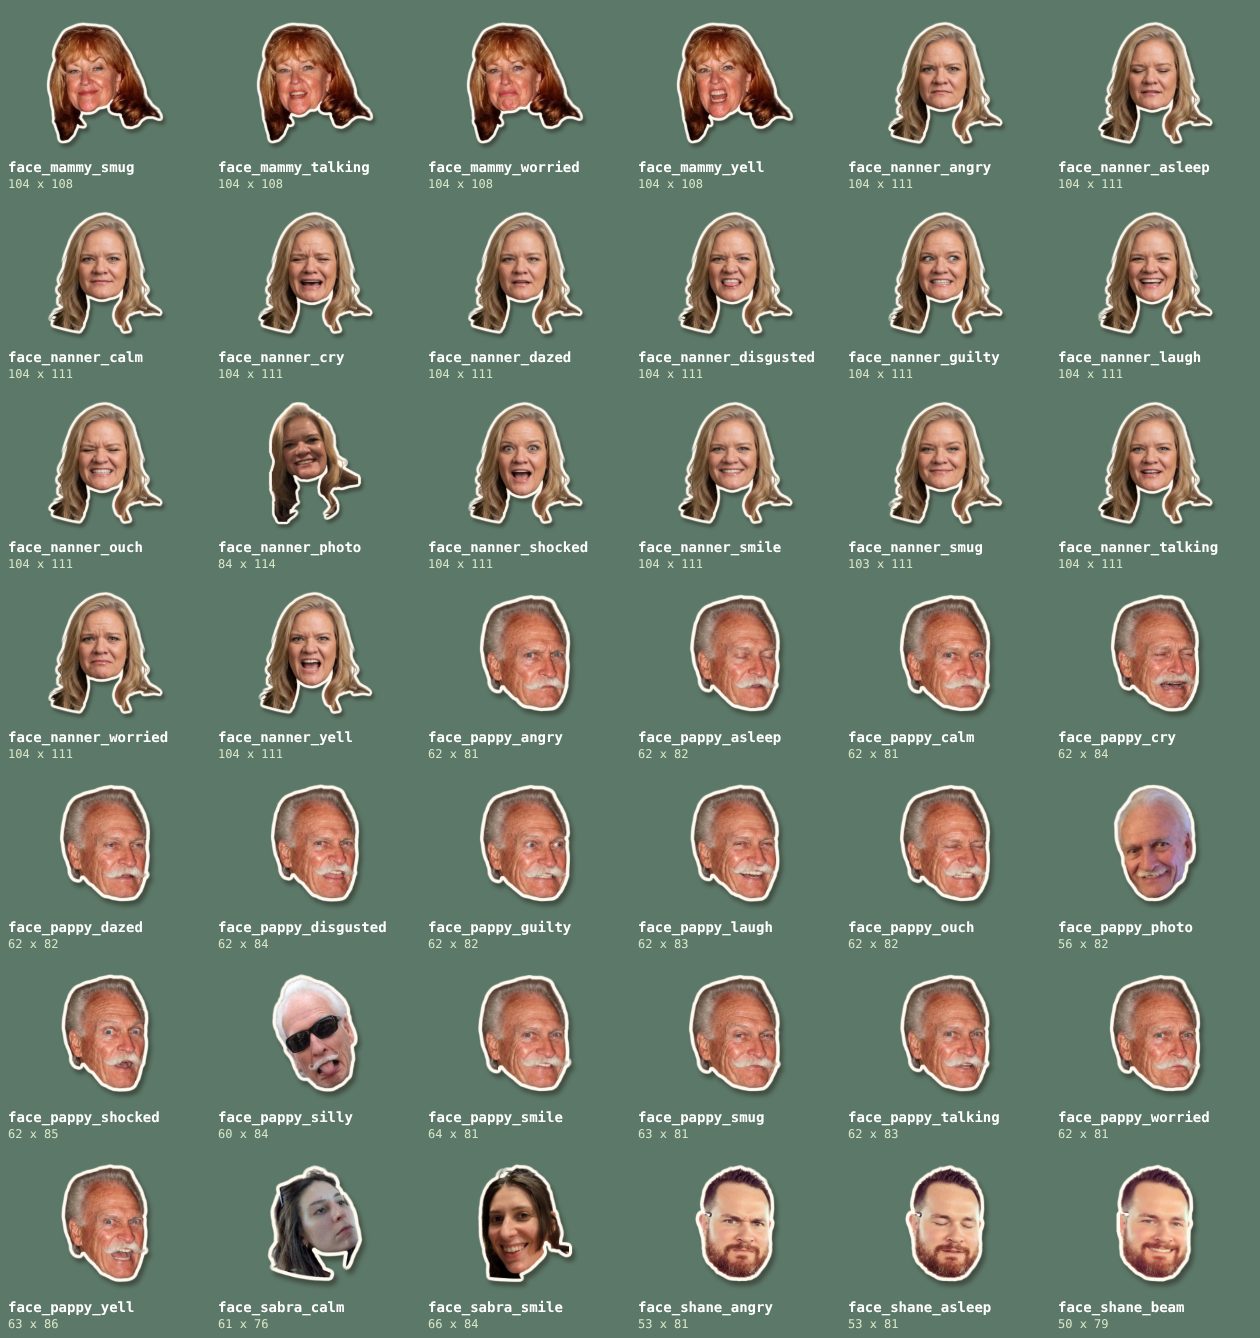 face_mammy_smug
104 x 108
face_mammy_talking
104 x 108
face_mammy_worried
104 x 108
face_mammy_yell
104 x 108
face_nanner_angry
104 x 111
face_nanner_asleep
104 x 111
face_nanner_calm
104 x 111
face_nanner_cry
104 x 111
face_nanner_dazed
104 x 111
face_nanner_disgusted
104 x 111
face_nanner_guilty
104 x 111
face_nanner_laugh
104 x 111
face_nanner_ouch
104 x 111
face_nanner_photo
84 x 114
face_nanner_shocked
104 x 111
face_nanner_smile
104 x 111
face_nanner_smug
103 x 111
face_nanner_talking
104 x 111
face_nanner_worried
104 x 111
face_nanner_yell
104 x 111
face_pappy_angry
62 x 81
face_pappy_asleep
62 x 82
face_pappy_calm
62 x 81
face_pappy_cry
62 x 84
face_pappy_dazed
62 x 82
face_pappy_disgusted
62 x 84
face_pappy_guilty
62 x 82
face_pappy_laugh
62 x 83
face_pappy_ouch
62 x 82
face_pappy_photo
56 x 82
face_pappy_shocked
62 x 85
face_pappy_silly
60 x 84
face_pappy_smile
64 x 81
face_pappy_smug
63 x 81
face_pappy_talking
62 x 83
face_pappy_worried
62 x 81
face_pappy_yell
63 x 86
face_sabra_calm
61 x 76
face_sabra_smile
66 x 84
face_shane_angry
53 x 81
face_shane_asleep
53 x 81
face_shane_beam
50 x 79